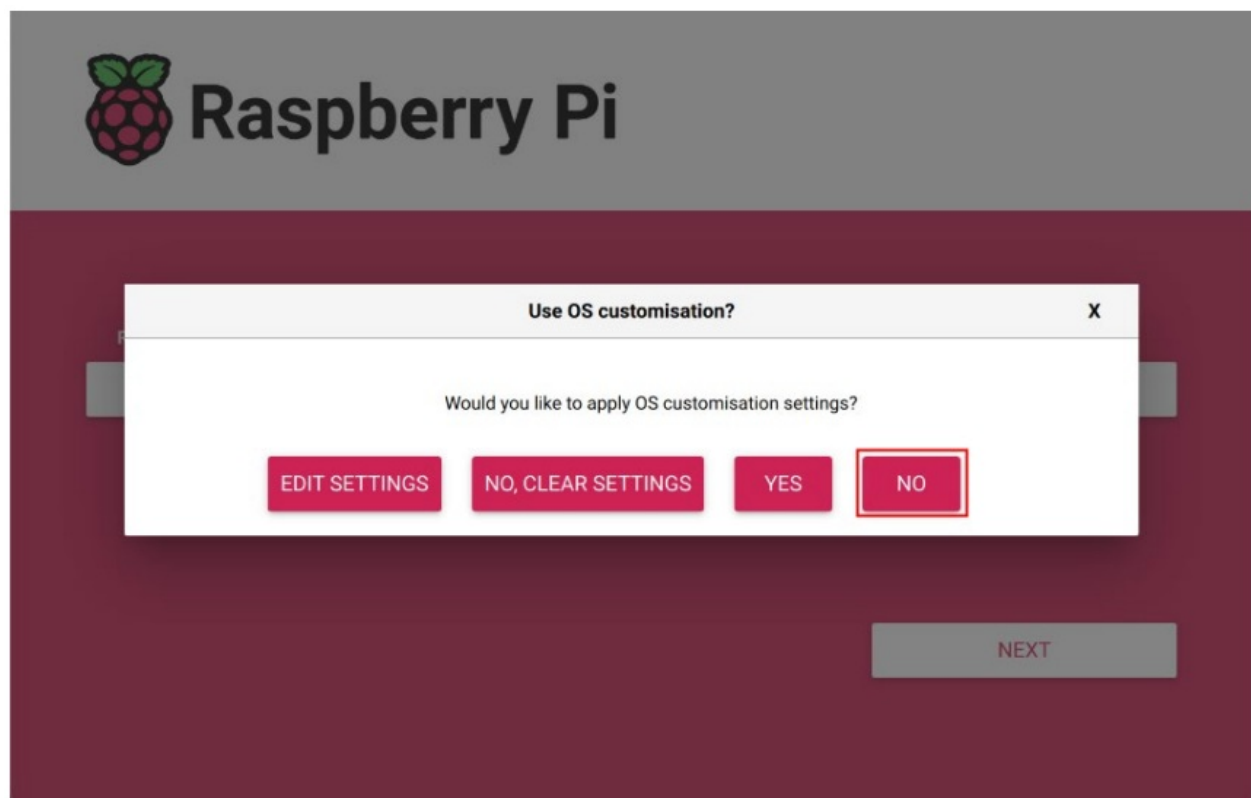 Raspberry Pi
Use OS customisation?
X
Would you like to apply OS customisation settings?
EDIT SETTINGS
NO, CLEAR SETTINGS
YES
NO
NEXT